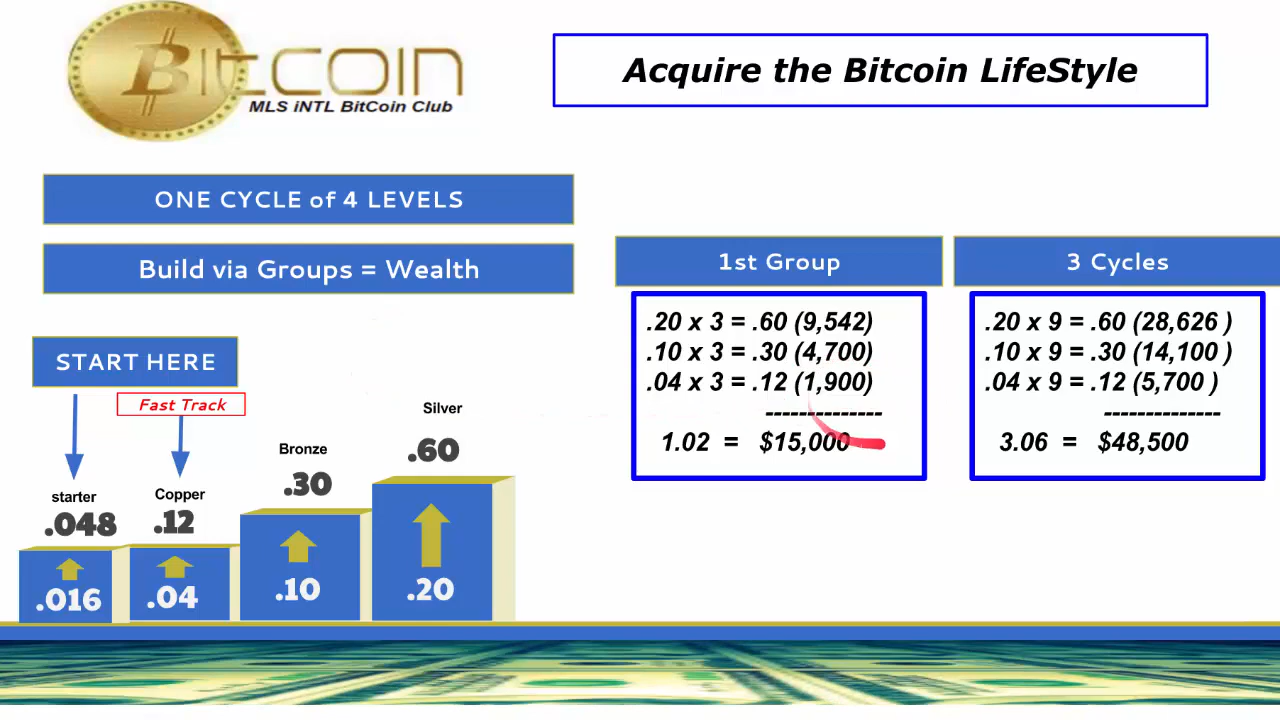 Bitcoin
MLS iNTL BitCoin Club
Acquire the Bitcoin LifeStyle
ONE CYCLE of 4 LEVELS
Build via Groups = Wealth
START HERE
Fast Track
starter
.048
.016
Copper
.12
.04
Bronze
.30
.10
Silver
.60
.20
1st Group
.20 x 3 = .60 (9,542)
.10 x 3 = .30 (4,700)
.04 x 3 = .12 (1,900)
--------------
1.02 = $15,000
3 Cycles
.20 x 9 = .60 (28,626 )
.10 x 9 = .30 (14,100 )
.04 x 9 = .12 (5,700 )
--------------
3.06 = $48,500